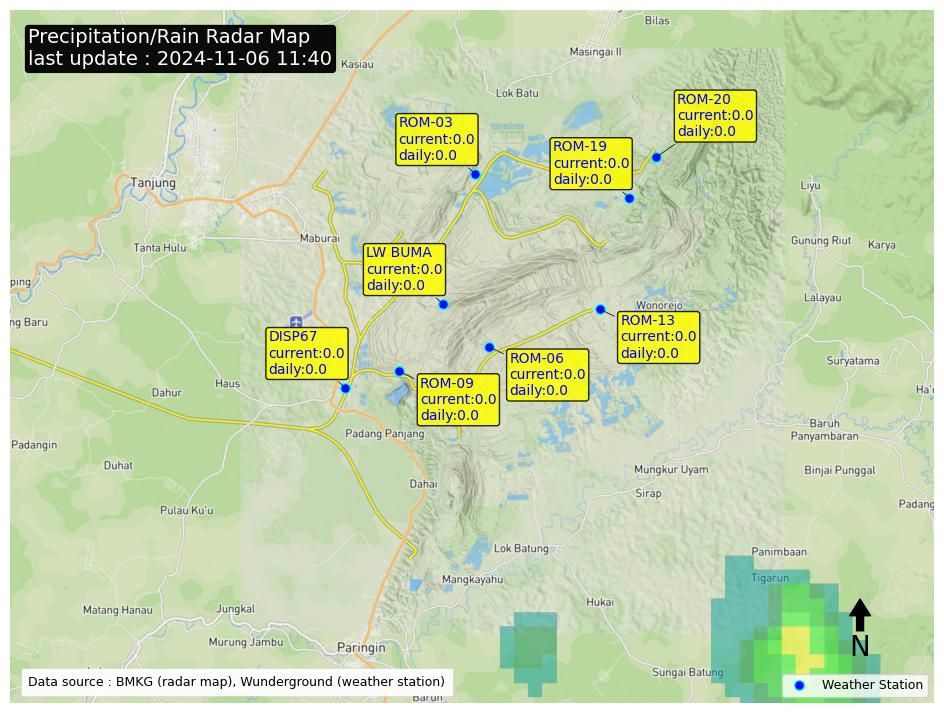 Precipitation/Rain Radar Map
last update : 2024-11-06 11:40
Bilas
Masingai II
Kasiau
Lok Batu
ROM-20
current:0.0
daily:0.0
ROM-03
current:0.0
daily:0.0
ROM-19
current:0.0
daily:0.0
Tanjung
Liyu
Maburai
Tanta Hulu
Gunung Riut
Karya
LW BUMA
current:0.0
daily:0.0
ping
Lalayau
Wonorejo
ng Baru
ROM-13
current:0.0
daily:0.0
DISP67
current:0.0
daily:0.0
ROM-06
current:0.0
daily:0.0
Suryatama
Haus
ROM-09
current:0.0
daily:0.0
Dahur
Ha'o
Baruh
Panyambaran
Padang Panjang
Padangin
Duhat
Mungkur Uyam
Binjai Punggal
Dahai
Sirap
Padang
Pulau Ku'u
Lok Batung
Panimbaan
Mangkayahu
Tigarun
Hukai
Matang Hanau
Jungkal
Murung Jambu
Paringin
N
Sungai Batung
Data source : BMKG (radar map), Wunderground (weather station)
Weather Station
Barun